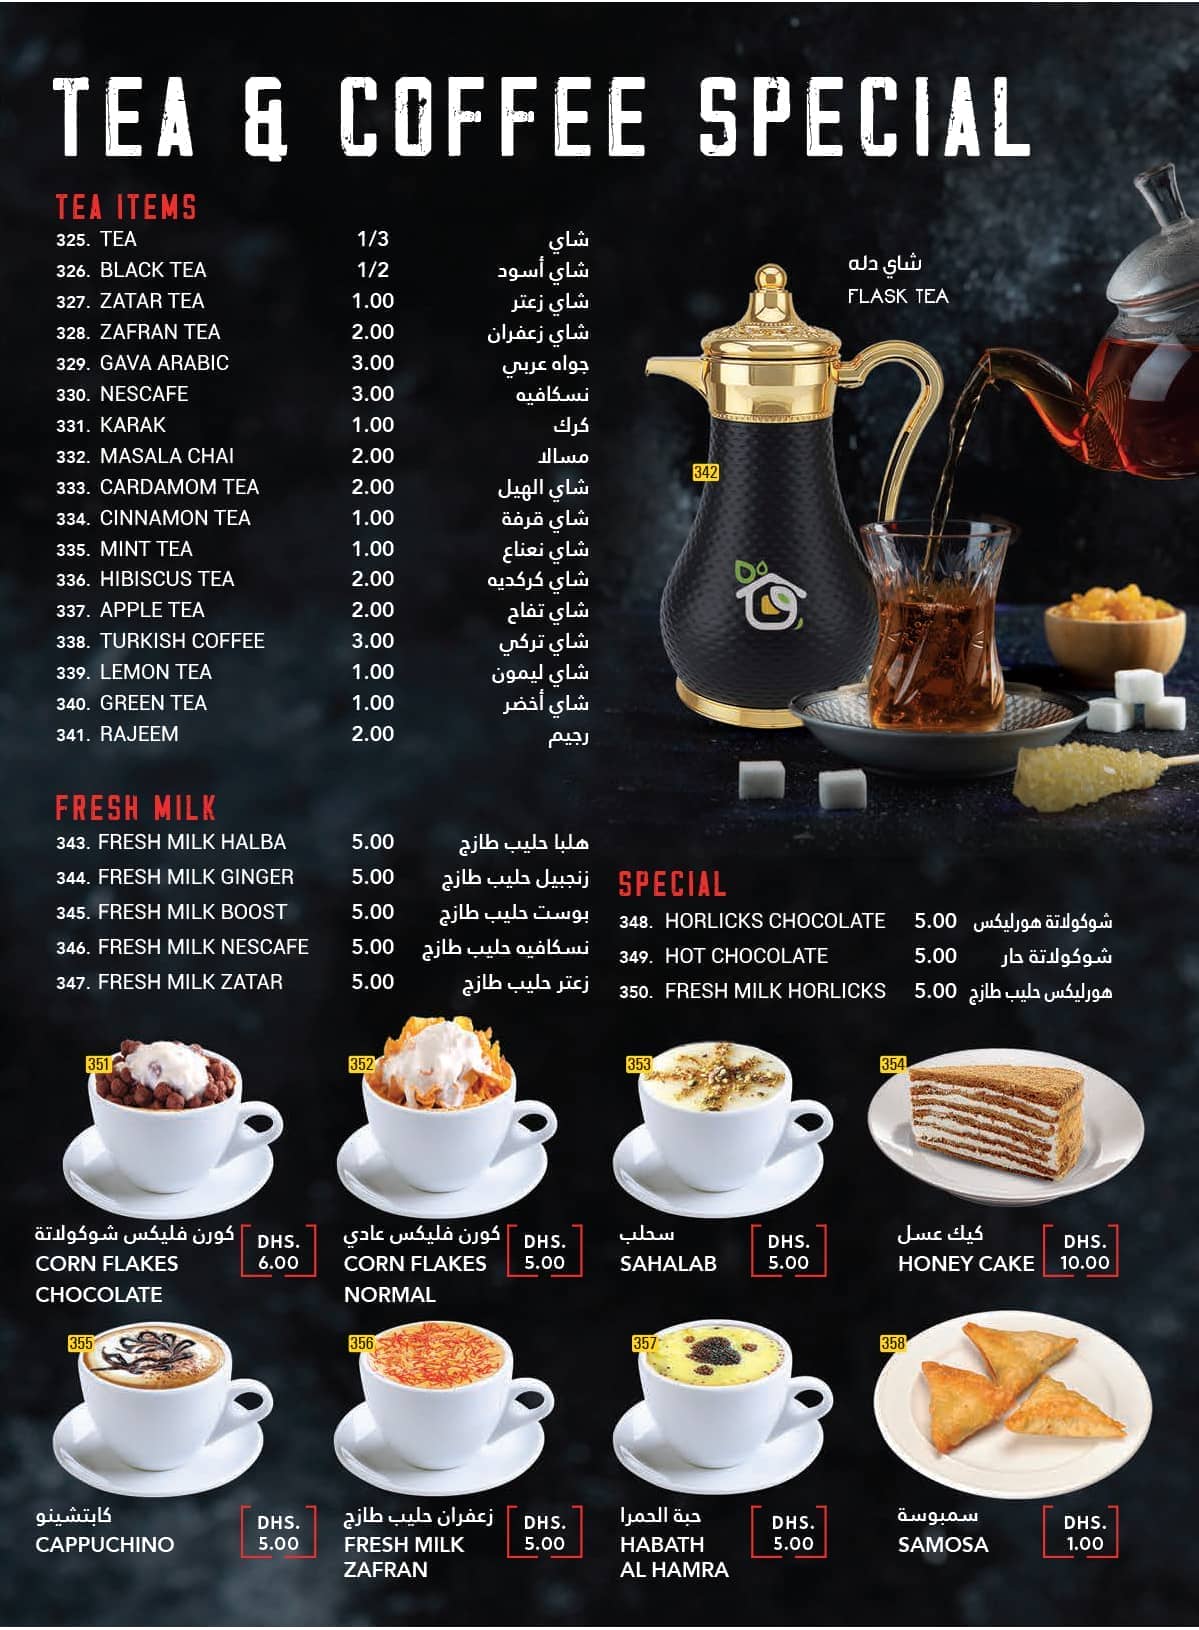 TEA & COFFEE SPECIAL
TEA ITEMS
325. TEA 1/3 شاي
326. BLACK TEA 1/2 شاي أسود
327. ZATAR TEA 1.00 شاي زعتر
328. ZAFRAN TEA 2.00 شاي زعفران
329. GAVA ARABIC 3.00 جواه عربي
330. NESCAFE 3.00 نسكافيه
331. KARAK 1.00 كرك
332. MASALA CHAI 2.00 مسالا
333. CARDAMOM TEA 2.00 شاي الهيل
334. CINNAMON TEA 1.00 شاي قرفة
335. MINT TEA 1.00 شاي نعناع
336. HIBISCUS TEA 2.00 شاي كركديه
337. APPLE TEA 2.00 شاي تفاح
338. TURKISH COFFEE 3.00 شاي تركي
339. LEMON TEA 1.00 شاي ليمون
340. GREEN TEA 1.00 شاي أخضر
341. RAJEEM 2.00 رجيم
شاي دله
FLASK TEA
342
FRESH MILK
343. FRESH MILK HALBA 5.00 هلبا حليب طازج
344. FRESH MILK GINGER 5.00 زنجبيل حليب طازج
345. FRESH MILK BOOST 5.00 بوست حليب طازج
346. FRESH MILK NESCAFE 5.00 نسكافيه حليب طازج
347. FRESH MILK ZATAR 5.00 زعتر حليب طازج
SPECIAL
348. HORLICKS CHOCOLATE 5.00 شوكولاتة هورليكس
349. HOT CHOCOLATE 5.00 شوكولاتة حار
350. FRESH MILK HORLICKS 5.00 هورليكس حليب طازج
351
كورن فليكس شوكولاتة
CORN FLAKES
CHOCOLATE
DHS.
6.00
352
كورن فليكس عادي
CORN FLAKES
NORMAL
DHS.
5.00
353
سحلب
SAHALAB
DHS.
5.00
354
كيك عسل
HONEY CAKE
DHS.
10.00
355
كابتشينو
CAPPUCHINO
DHS.
5.00
356
زعفران حليب طازج
FRESH MILK
ZAFRAN
DHS.
5.00
357
حبة الحمرا
HABATH
AL HAMRA
DHS.
5.00
358
سمبوسة
SAMOSA
DHS.
1.00